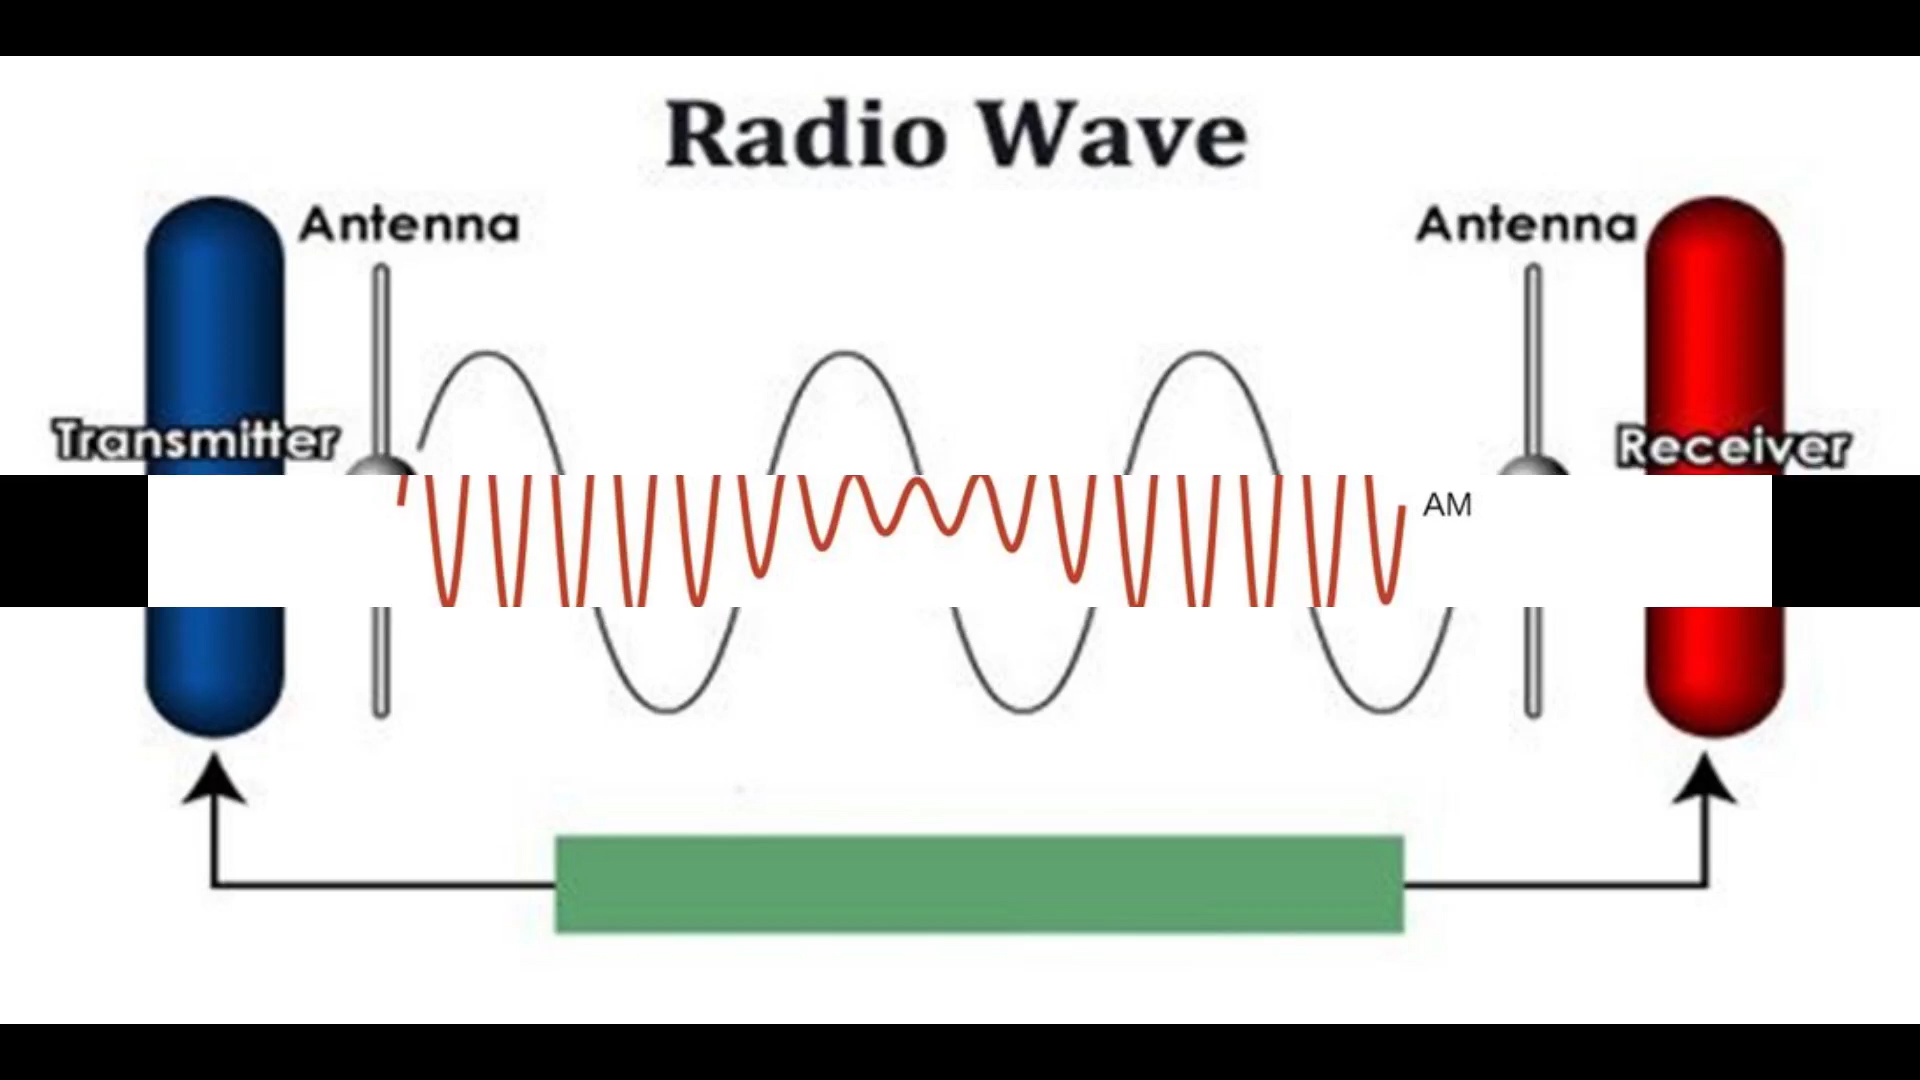 Radio Wave
Antenna
Antenna
Transmitter
Receiver
AM